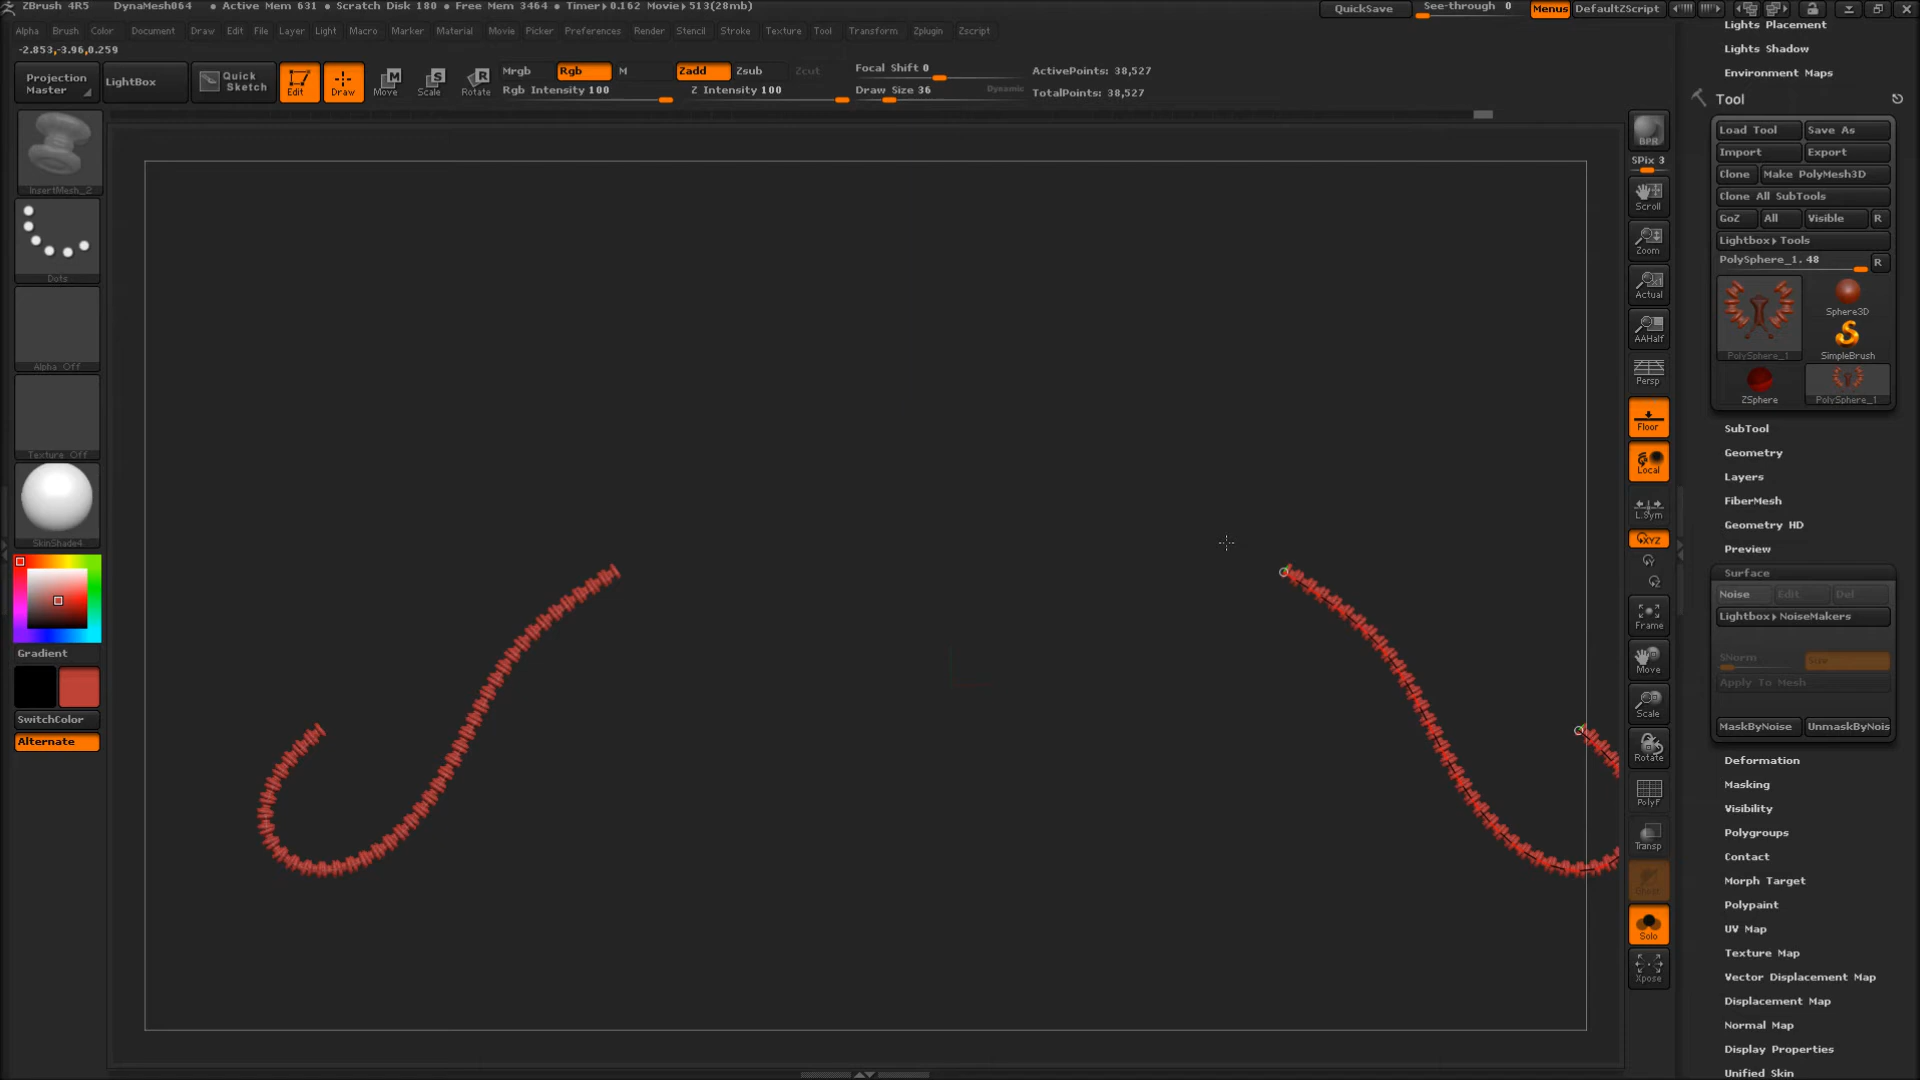 ZBrush 4R5 DynaMesh064 • Active Mem 631 • Scratch Disk 180 • Free Mem 3464 • Timer▸0.162 Movie▸513(28mb)
QuickSave See-through 0 Menus DefaultZScript
Alpha Brush Color Document Draw Edit File Layer Light Macro Marker Material Movie Picker Preferences Render Stencil Stroke Texture Tool Transform Zplugin Zscript
-2.853,-3.96,0.259
Projection Master
LightBox
Quick Sketch
Edit
Draw
Move
Scale
Rotate
Mrgb Rgb M
Rgb Intensity 100
Zadd Zsub Zcut
Z Intensity 100
Focal Shift 0
Draw Size 36 Dynamic
ActivePoints: 38,527
TotalPoints: 38,527
InsertMesh_2
Dots
Alpha Off
Texture Off
SkinShade4
Gradient
SwitchColor
Alternate
BPR
SPix 3
Scroll
Zoom
Actual
AAHalf
Persp
Floor
Local
L.Sym
XYZ
Y
Z
Frame
Move
Scale
Rotate
PolyF
Transp
Ghost
Solo
Xpose
Lights Placement
Lights Shadow
Environment Maps
Tool
Load Tool Save As
Import Export
Clone Make PolyMesh3D
Clone All SubTools
GoZ All Visible R
Lightbox▸Tools
PolySphere_1. 48 R
PolySphere_1
Sphere3D
SimpleBrush
ZSphere
PolySphere_1
SubTool
Geometry
Layers
FiberMesh
Geometry HD
Preview
Surface
Noise Edit Del
Lightbox▸NoiseMakers
SNorm
Apply To Mesh
MaskByNoise UnmaskByNois
Deformation
Masking
Visibility
Polygroups
Contact
Morph Target
Polypaint
UV Map
Texture Map
Vector Displacement Map
Displacement Map
Normal Map
Display Properties
Unified Skin